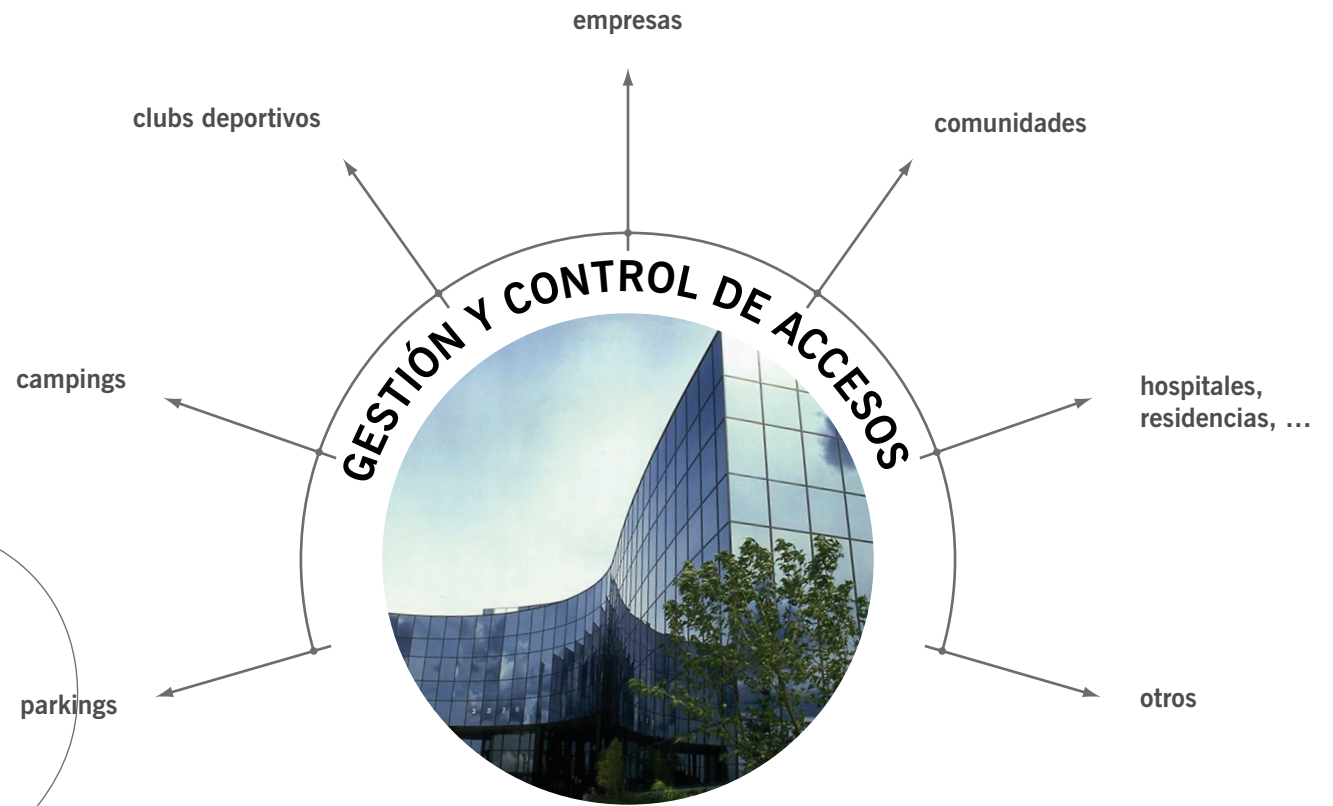 empresas
clubs deportivos
comunidades
GESTIÓN Y CONTROL DE ACCESOS
campings
hospitales,
residencias, ...
parkings
otros